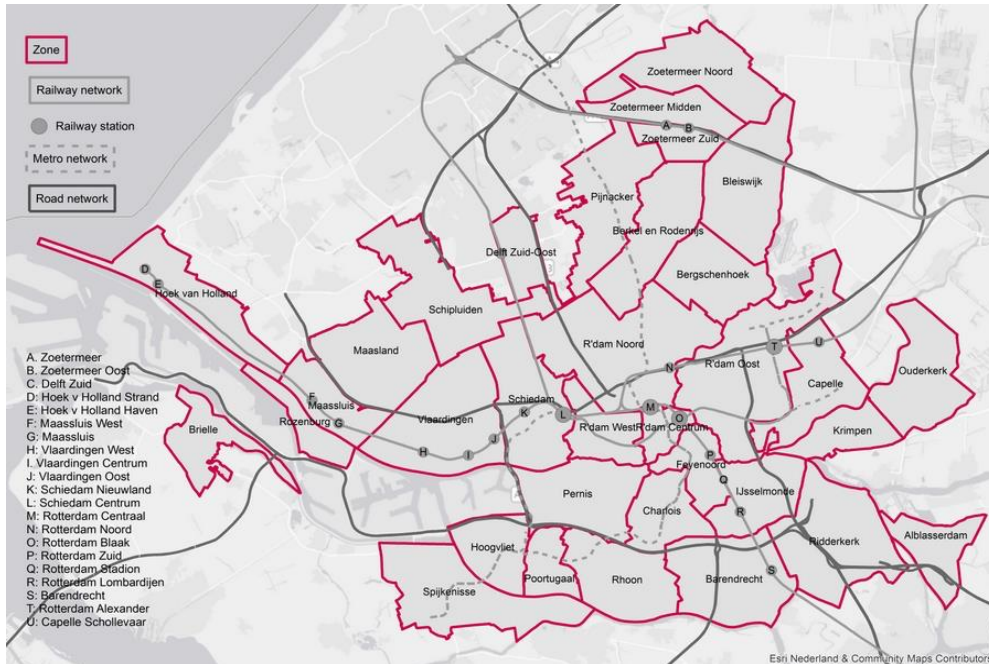 Zone
Railway network
Railway station
Metro network
Road network
A. Zoetermeer
B. Zoetermeer Oost
C. Delft Zuid
D: Hoek v Holland Strand
E: Hoek v Holland Haven
F: Maassluis West
G: Maassluis
H: Vlaardingen West
I. Vlaardingen Centrum
J: Vlaardingen Oost
K: Schiedam Nieuwland
L: Schiedam Centrum
M: Rotterdam Centraal
N: Rotterdam Noord
O: Rotterdam Blaak
P: Rotterdam Zuid
Q: Rotterdam Stadion
R: Rotterdam Lombardijen
S: Barendrecht
T: Rotterdam Alexander
U: Capelle Schollevaar
Zoetermeer Noord
Zoetermeer Midden
A
B
Zoetermeer Zuid
Bleiswijk
Pijnacker
Berkel en Rodenrijs
Delft Zuid-Oost
Bergschenhoek
D
E
Hoek van Holland
Schipluiden
Maasland
R'dam Noord
T
U
R'dam Oost
N
Capelle
Ouderkerk
F
Maassluis
Rozenburg
G
Schiedam
K
L
M
O
Vlaardingen
J
R'dam West
R'dam Centrum
Krimpen
Brielle
H
I
P
Feyenoord
Q
IJsselmonde
Pernis
Charlois
R
Ridderkerk
Alblasserdam
Hoogvliet
Poortugaal
Rhoon
S
Barendrecht
Spijkenisse
Esri Nederland & Community Maps Contributors